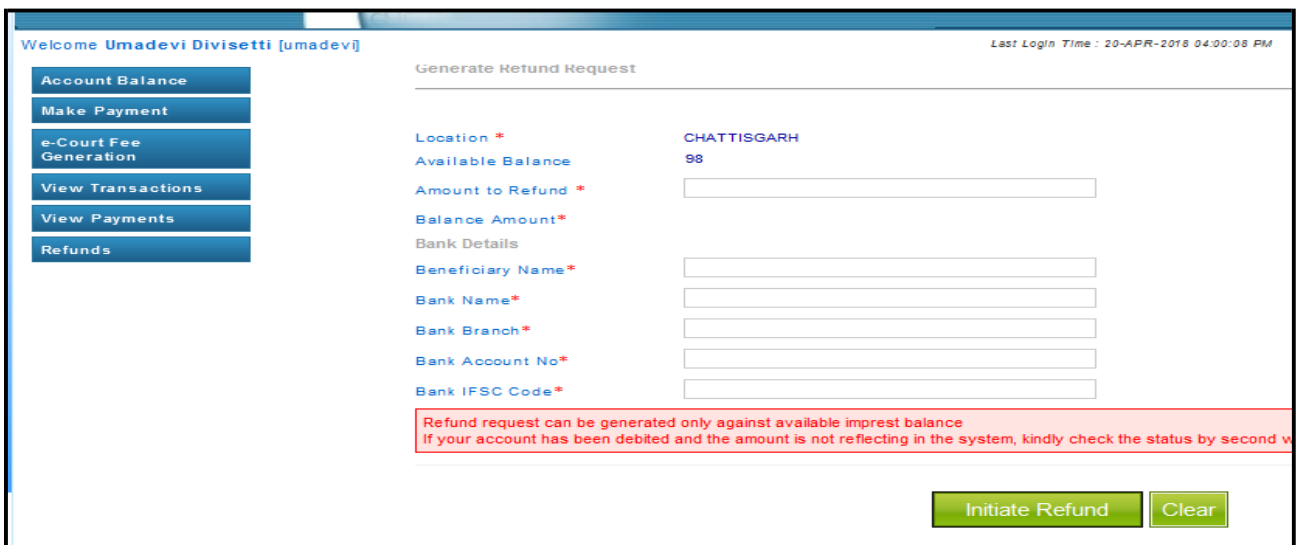 Welcome Umadevi Divisetti [umadevi]
Last Login Time : 20-APR-2018 04:00:08 PM
Account Balance
Make Payment
e-Court Fee
Generation
View Transactions
View Payments
Refunds
Generate Refund Request
Location * CHATTISGARH
Available Balance 98
Amount to Refund *
Balance Amount*
Bank Details
Beneficiary Name*
Bank Name*
Bank Branch*
Bank Account No*
Bank IFSC Code*
Refund request can be generated only against available imprest balance
If your account has been debited and the amount is not reflecting in the system, kindly check the status by second
Initiate Refund Clear